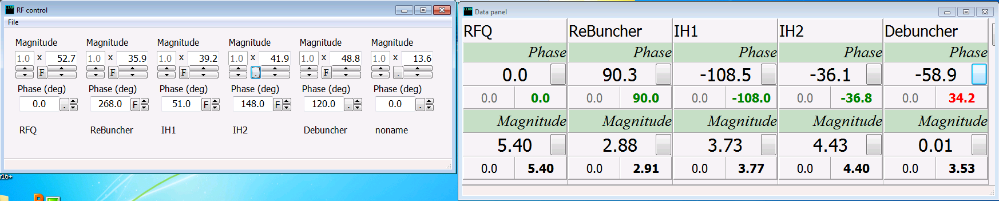 LLRF RF control
File
Magnitude Magnitude Magnitude Magnitude Magnitude Magnitude
1.0 x 52.7 1.0 x 35.9 1.0 x 39.2 1.0 x 41.9 1.0 x 48.8 1.0 x 13.6
F F F . F .
Phase (deg) Phase (deg) Phase (deg) Phase (deg) Phase (deg) Phase (deg)
0.0 . 268.0 F 51.0 F 148.0 F 120.0 . 0.0 .
RFQ ReBuncher IH1 IH2 Debuncher noname
r16+
LLRF Data panel
RFQ ReBuncher IH1 IH2 Debuncher
Phase Phase Phase Phase Phase
0.0 90.3 -108.5 -36.1 -58.9
0.0 0.0 0.0 90.0 0.0 -108.0 0.0 -36.8 0.0 34.2
Magnitude Magnitude Magnitude Magnitude Magnitude
5.40 2.88 3.73 4.43 0.01
0.0 5.40 0.0 2.91 0.0 3.77 0.0 4.40 0.0 3.53